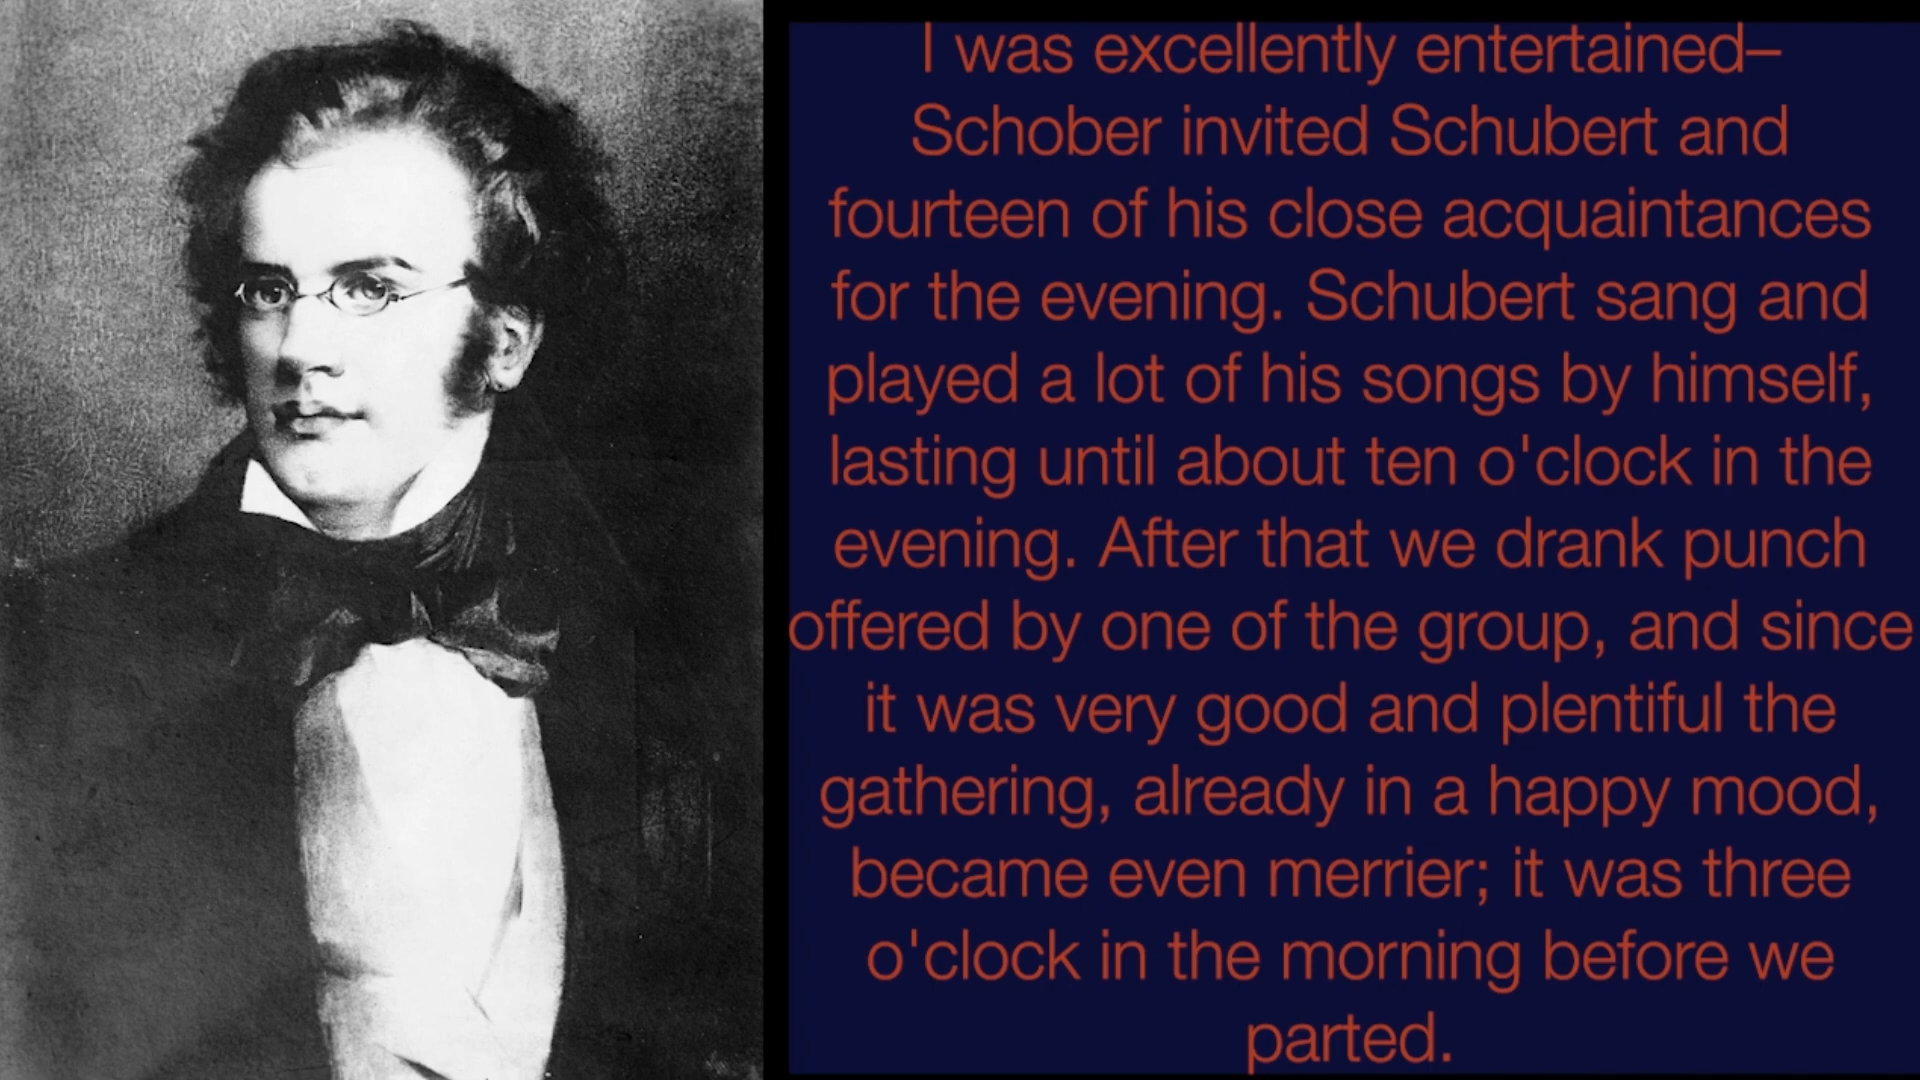 I was excellently entertained–
Schober invited Schubert and
fourteen of his close acquaintances
for the evening. Schubert sang and
played a lot of his songs by himself,
lasting until about ten o'clock in the
evening. After that we drank punch
offered by one of the group, and since
it was very good and plentiful the
gathering, already in a happy mood,
became even merrier; it was three
o'clock in the morning before we
parted.